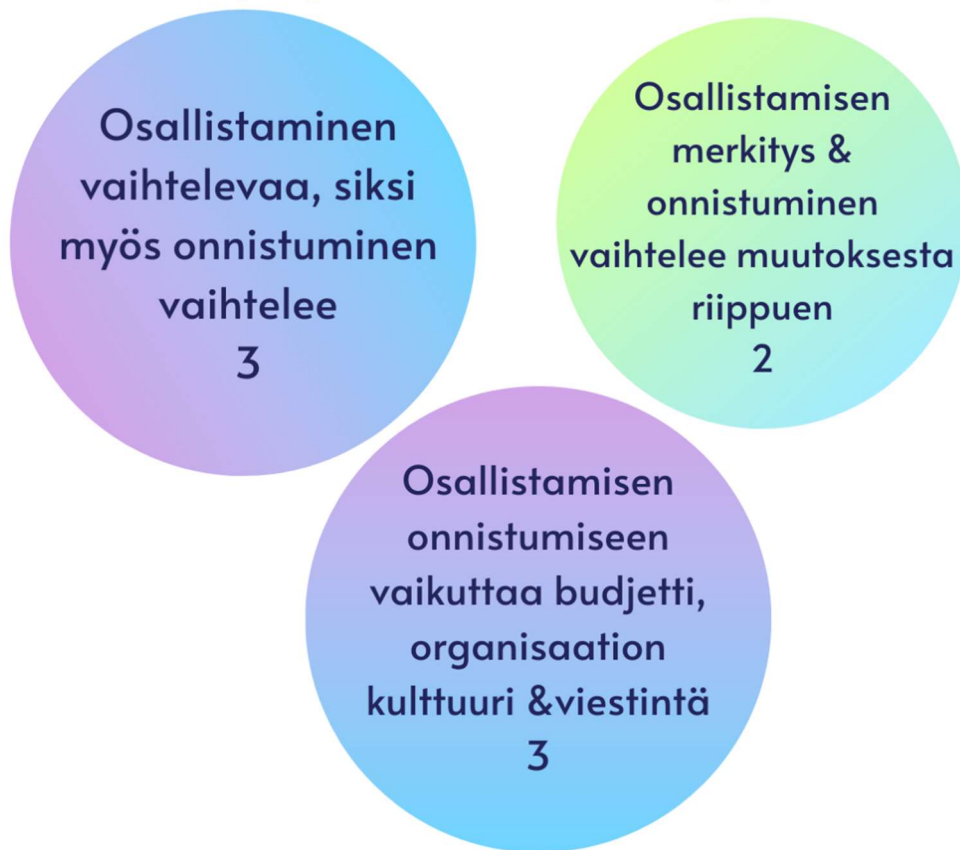 Osallistaminen
vaihtelevaa, siksi
myös onnistuminen
vaihtelee
3
Osallistamisen
merkitys &
onnistuminen
vaihtelee muutoksesta
riippuen
2
Osallistamisen
onnistumiseen
vaikuttaa budjetti,
organisaation
kulttuuri &viestintä
3